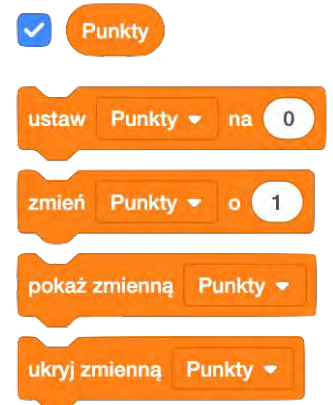 Punkty
ustaw Punkty na 0
zmień Punkty o 1
pokaż zmienną Punkty
ukryj zmienną Punkty